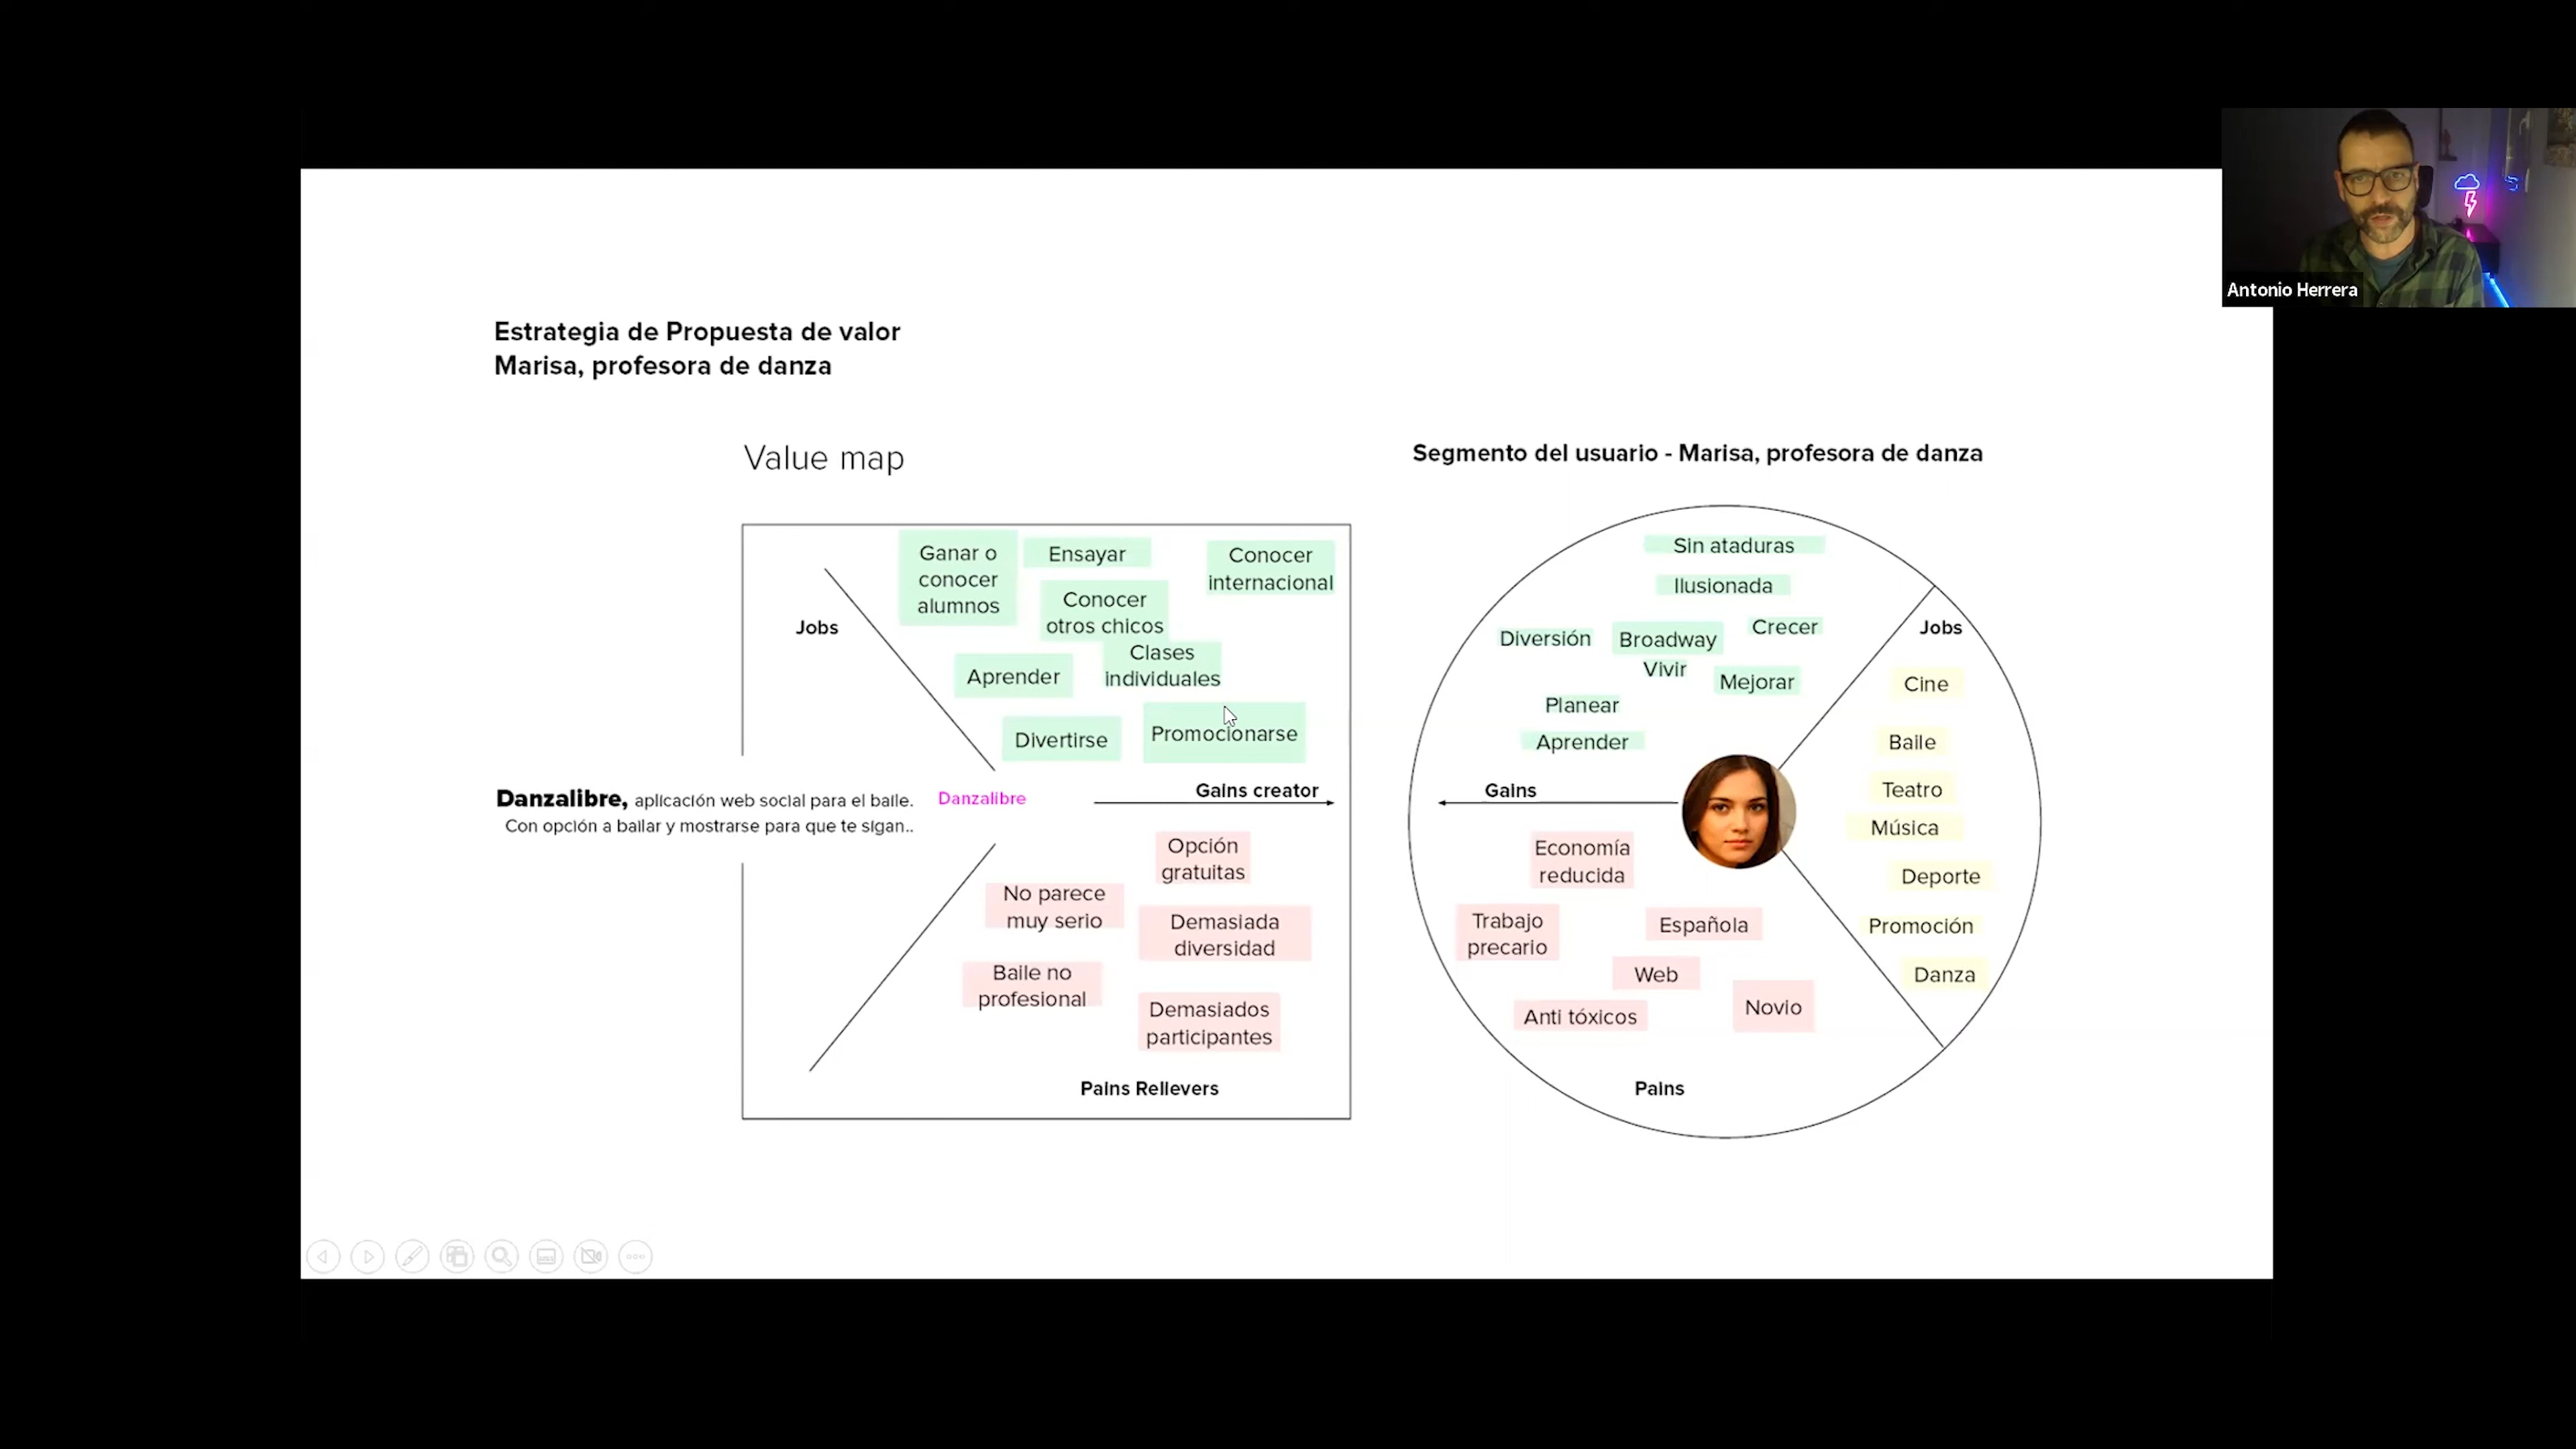 Antonio Herrera
Estrategia de Propuesta de valor
Marisa, profesora de danza
Value map
Segmento del usuario - Marisa, profesora de danza
Ganar o
conocer
alumnos
Ensayar
Conocer
internacional
Conocer
otros chicos
Jobs
Clases
individuales
Aprender
Divertirse
Promocionarse
Danzalibre, aplicación web social para el baile.
Con opción a bailar y mostrarse para que te sigan..
Danzalibre
Gains creator
Opción
gratuitas
No parece
muy serio
Demasiada
diversidad
Baile no
profesional
Demasiados
participantes
Pains Relievers
Sin ataduras
Ilusionada
Diversión
Broadway
Crecer
Vivir
Mejorar
Planear
Aprender
Jobs
Cine
Baile
Teatro
Música
Deporte
Promoción
Danza
Gains
Economía
reducida
Trabajo
precario
Española
Web
Anti tóxicos
Novio
Pains